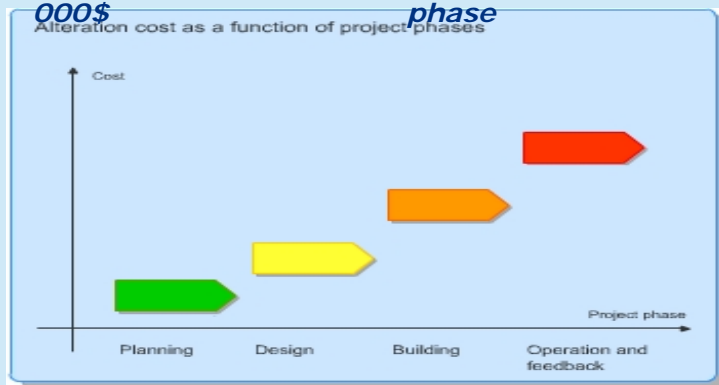 000$ phase
Alteration cost as a function of project phases
Cost
Project phase
Planning Design Building Operation and
feedback